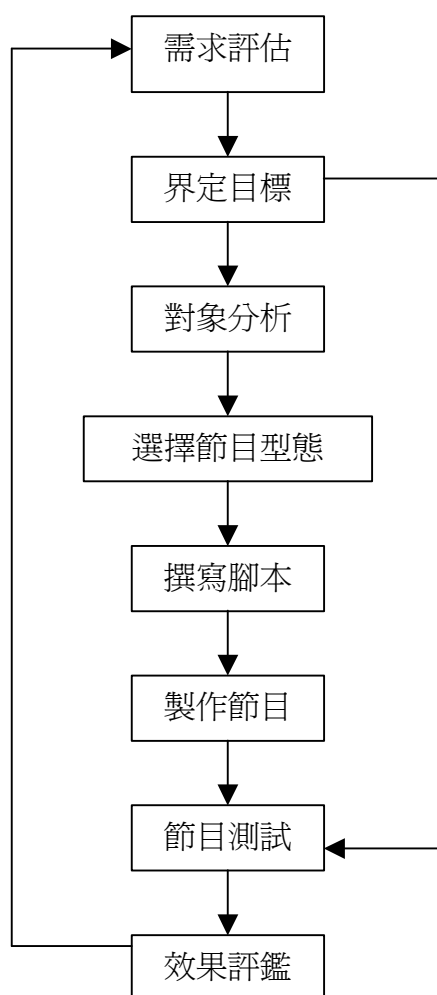 需求評估
界定目標
對象分析
選擇節目型態
撰寫腳本
製作節目
節目測試
效果評鑑